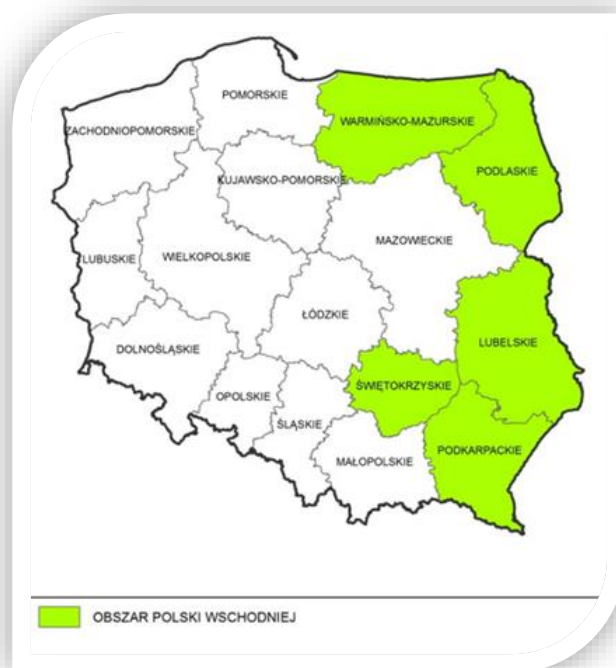 POMORSKIE
WARMIŃSKO-MAZURSKIE
ZACHODNIOPOMORSKIE
PODLASKIE
KUJAWSKO-POMORSKIE
MAZOWIECKIE
LUBUSKIE
WIELKOPOLSKIE
ŁÓDZKIE
LUBELSKIE
DOLNOŚLĄSKIE
ŚWIĘTOKRZYSKIE
OPOLSKIE
ŚLĄSKIE
PODKARPACKIE
MAŁOPOLSKIE
OBSZAR POLSKI WSCHODNIEJ